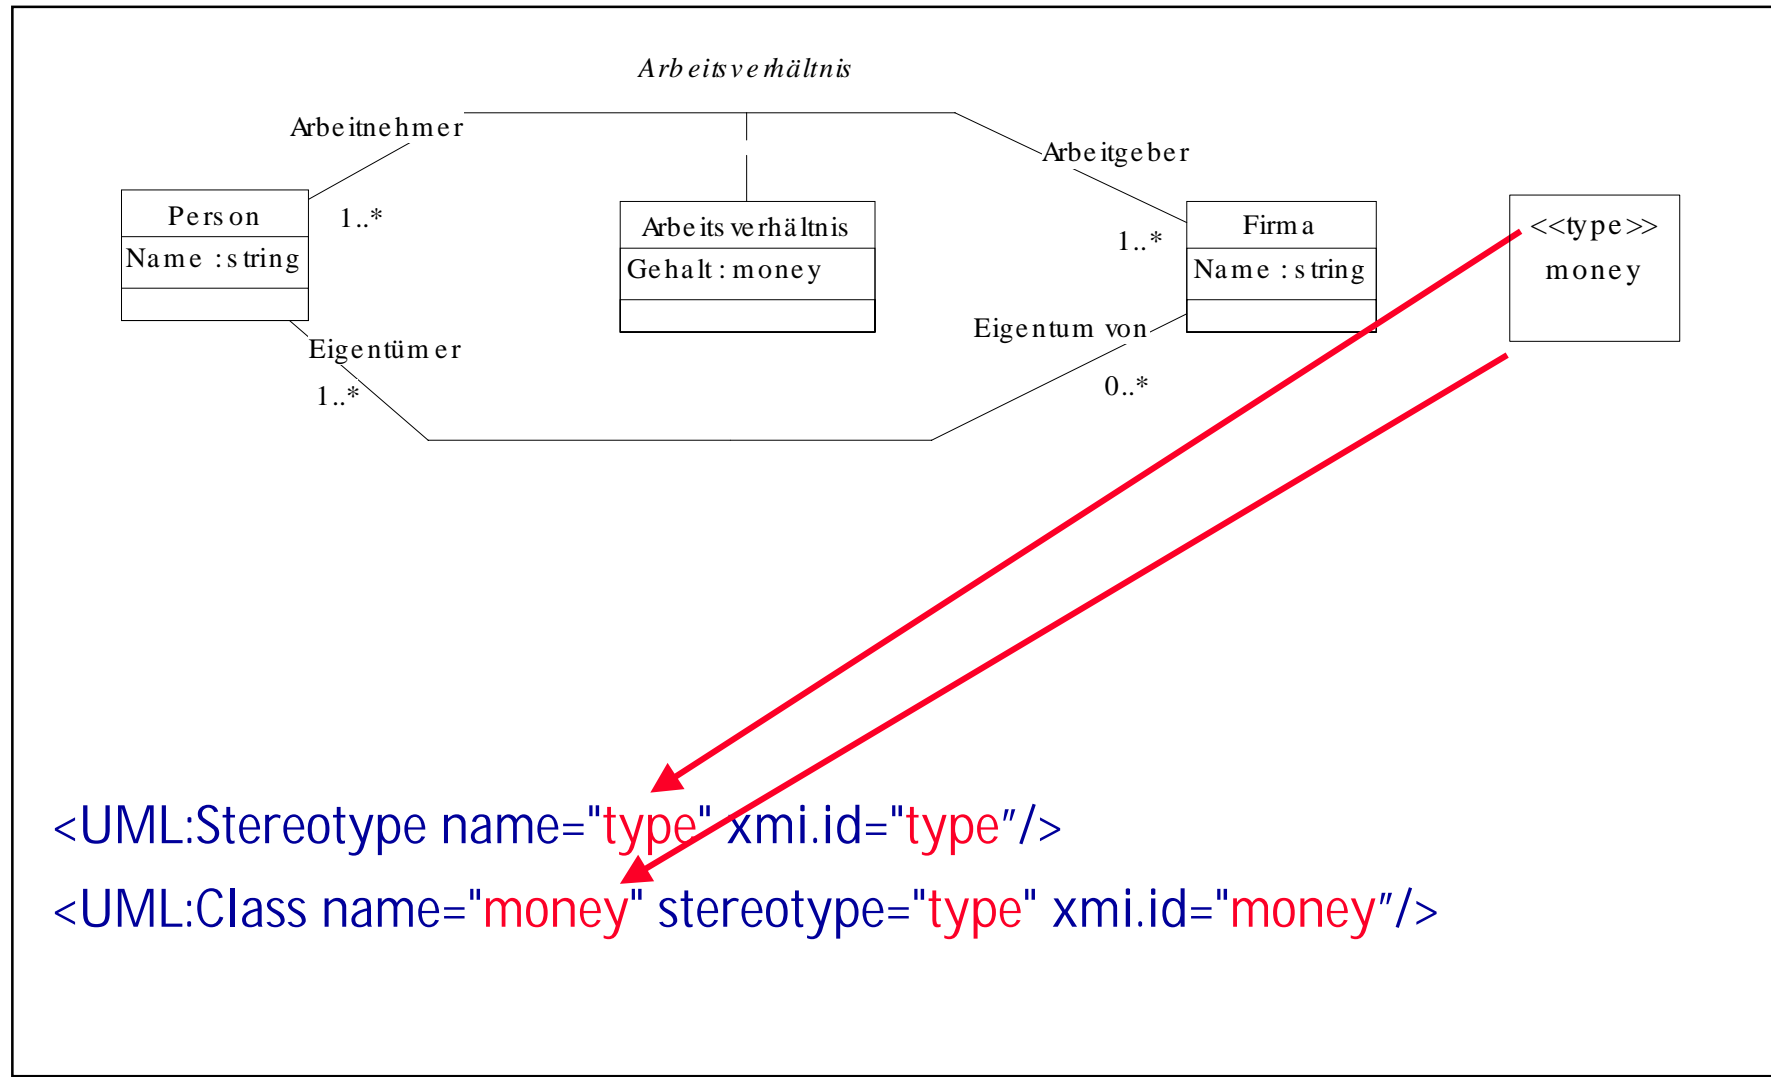 Arbeitsverhältnis
Arbeitnehmer
Arbeitgeber
Person
Name : string
1..*
Arbeitsverhältnis
Gehalt : money
1..*
Firma
Name : string
<<type>>
money
Eigentümer
1..*
Eigentum von
0..*
<UML:Stereotype name="type" xmi.id="type"/>
<UML:Class name="money" stereotype="type" xmi.id="money"/>